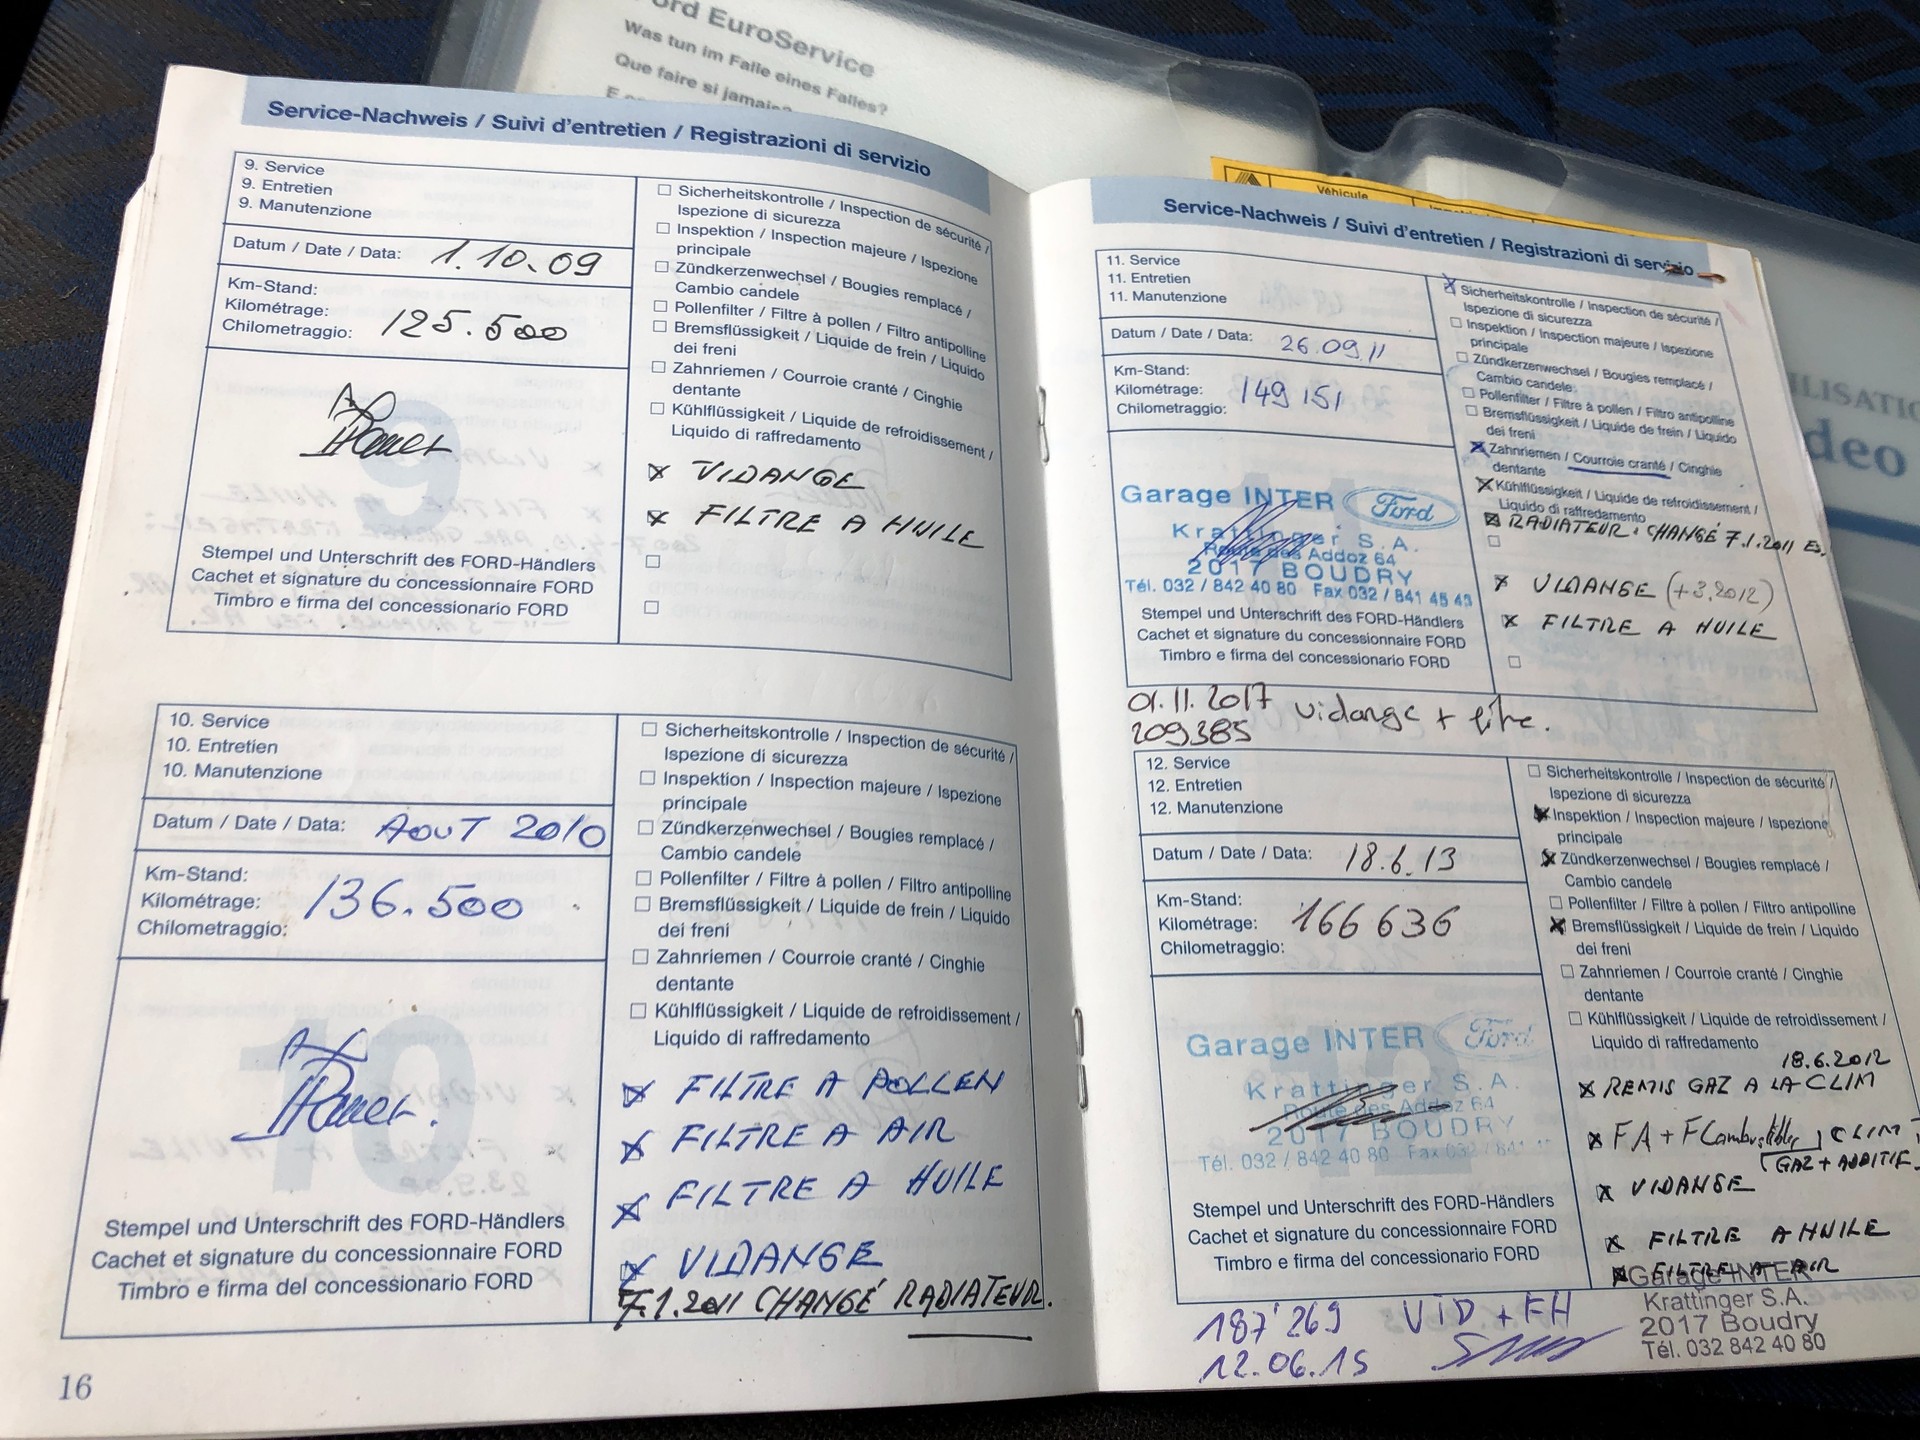 ord EuroService
Was tun im Falle eines Falles?
Que faire si jamais?
Véhicule
ILISATIO
deo
Service-Nachweis / Suivi d'entretien / Registrazioni di servizio
9. Service
9. Entretien
9. Manutenzione
Datum / Date / Data: 1.10.09
Km-Stand:
Kilométrage:
Chilometraggio: 125.500
9
Stempel und Unterschrift des FORD-Händlers
Cachet et signature du concessionnaire FORD
Timbro e firma del concessionario FORD
Sicherheitskontrolle / Inspection de sécurité /
Ispezione di sicurezza
Inspektion / Inspection majeure / Ispezione
principale
Zündkerzenwechsel / Bougies remplacé /
Cambio candele
Pollenfilter / Filtre à pollen / Filtro antipolline
Bremsflüssigkeit / Liquide de frein / Liquido
dei freni
Zahnriemen / Courroie cranté / Cinghie
dentante
Kühlflüssigkeit / Liquide de refroidissement /
Liquido di raffredamento
VIDANGE
FILTRE A HUILE
10. Service
10. Entretien
10. Manutenzione
Datum / Date / Data: AOUT 2010
Km-Stand:
Kilométrage: 136.500
Chilometraggio:
10
Stempel und Unterschrift des FORD-Händlers
Cachet et signature du concessionnaire FORD
Timbro e firma del concessionario FORD
Sicherheitskontrolle / Inspection de sécurité /
Ispezione di sicurezza
Inspektion / Inspection majeure / Ispezione
principale
Zündkerzenwechsel / Bougies remplacé /
Cambio candele
Pollenfilter / Filtre à pollen / Filtro antipolline
Bremsflüssigkeit / Liquide de frein / Liquido
dei freni
Zahnriemen / Courroie cranté / Cinghie
dentante
Kühlflüssigkeit / Liquide de refroidissement /
Liquido di raffredamento
FILTRE A POLLEN
FILTRE A AIR
FILTRE A HUILE
VIDANGE
7.1.2011 CHANGÉ RADIATEUR.
16
Service-Nachweis / Suivi d'entretien / Registrazioni di servizio
11. Service
11. Entretien
11. Manutenzione
Datum / Date / Data: 26.09.11
Km-Stand:
Kilométrage: 149 151
Chilometraggio:
Garage INTER Ford
Krattinger S.A.
Route des Addoz 64
2017 BOUDRY
Tél. 032 / 842 40 80 Fax 032 / 841 45 43
Stempel und Unterschrift des FORD-Händlers
Cachet et signature du concessionnaire FORD
Timbro e firma del concessionario FORD
Sicherheitskontrolle / Inspection de sécurité /
Ispezione di sicurezza
Inspektion / Inspection majeure / Ispezione
principale
Zündkerzenwechsel / Bougies remplacé /
Cambio candele
Pollenfilter / Filtre à pollen / Filtro antipolline
Bremsflüssigkeit / Liquide de frein / Liquido
dei freni
Zahnriemen / Courroie cranté / Cinghie
dentante
Kühlflüssigkeit / Liquide de refroidissement /
Liquido di raffredamento
RADIATEUR CHANGÉ 7.1.2011
VIDANGE (+3.2012)
FILTRE A HUILE
01.11.2017 vidange + filtre.
209385
12. Service
12. Entretien
12. Manutenzione
Datum / Date / Data: 18.6.13
Km-Stand:
Kilométrage: 166 636
Chilometraggio:
Garage INTER Ford
Krattinger S.A.
Route des Addoz 64
2017 BOUDRY
Tél. 032 / 842 40 80 Fax 032 / 841
Stempel und Unterschrift des FORD-Händlers
Cachet et signature du concessionnaire FORD
Timbro e firma del concessionario FORD
Sicherheitskontrolle / Inspection de sécurité /
Ispezione di sicurezza
Inspektion / Inspection majeure / Ispezione
principale
Zündkerzenwechsel / Bougies remplacé /
Cambio candele
Pollenfilter / Filtre à pollen / Filtro antipolline
Bremsflüssigkeit / Liquide de frein / Liquido
dei freni
Zahnriemen / Courroie cranté / Cinghie
dentante
Kühlflüssigkeit / Liquide de refroidissement /
Liquido di raffredamento
18.6.2012
REMIS GAZ A LA CLIM
FA + F Combustible, CLIM
GAZ + ADDITIF
VIDANGE
FILTRE A HUILE
FILTRE A AIR
187'269 VID + FH
12.06.15
Garage INTER
Krattinger S.A.
2017 Boudry
Tél. 032 842 40 80